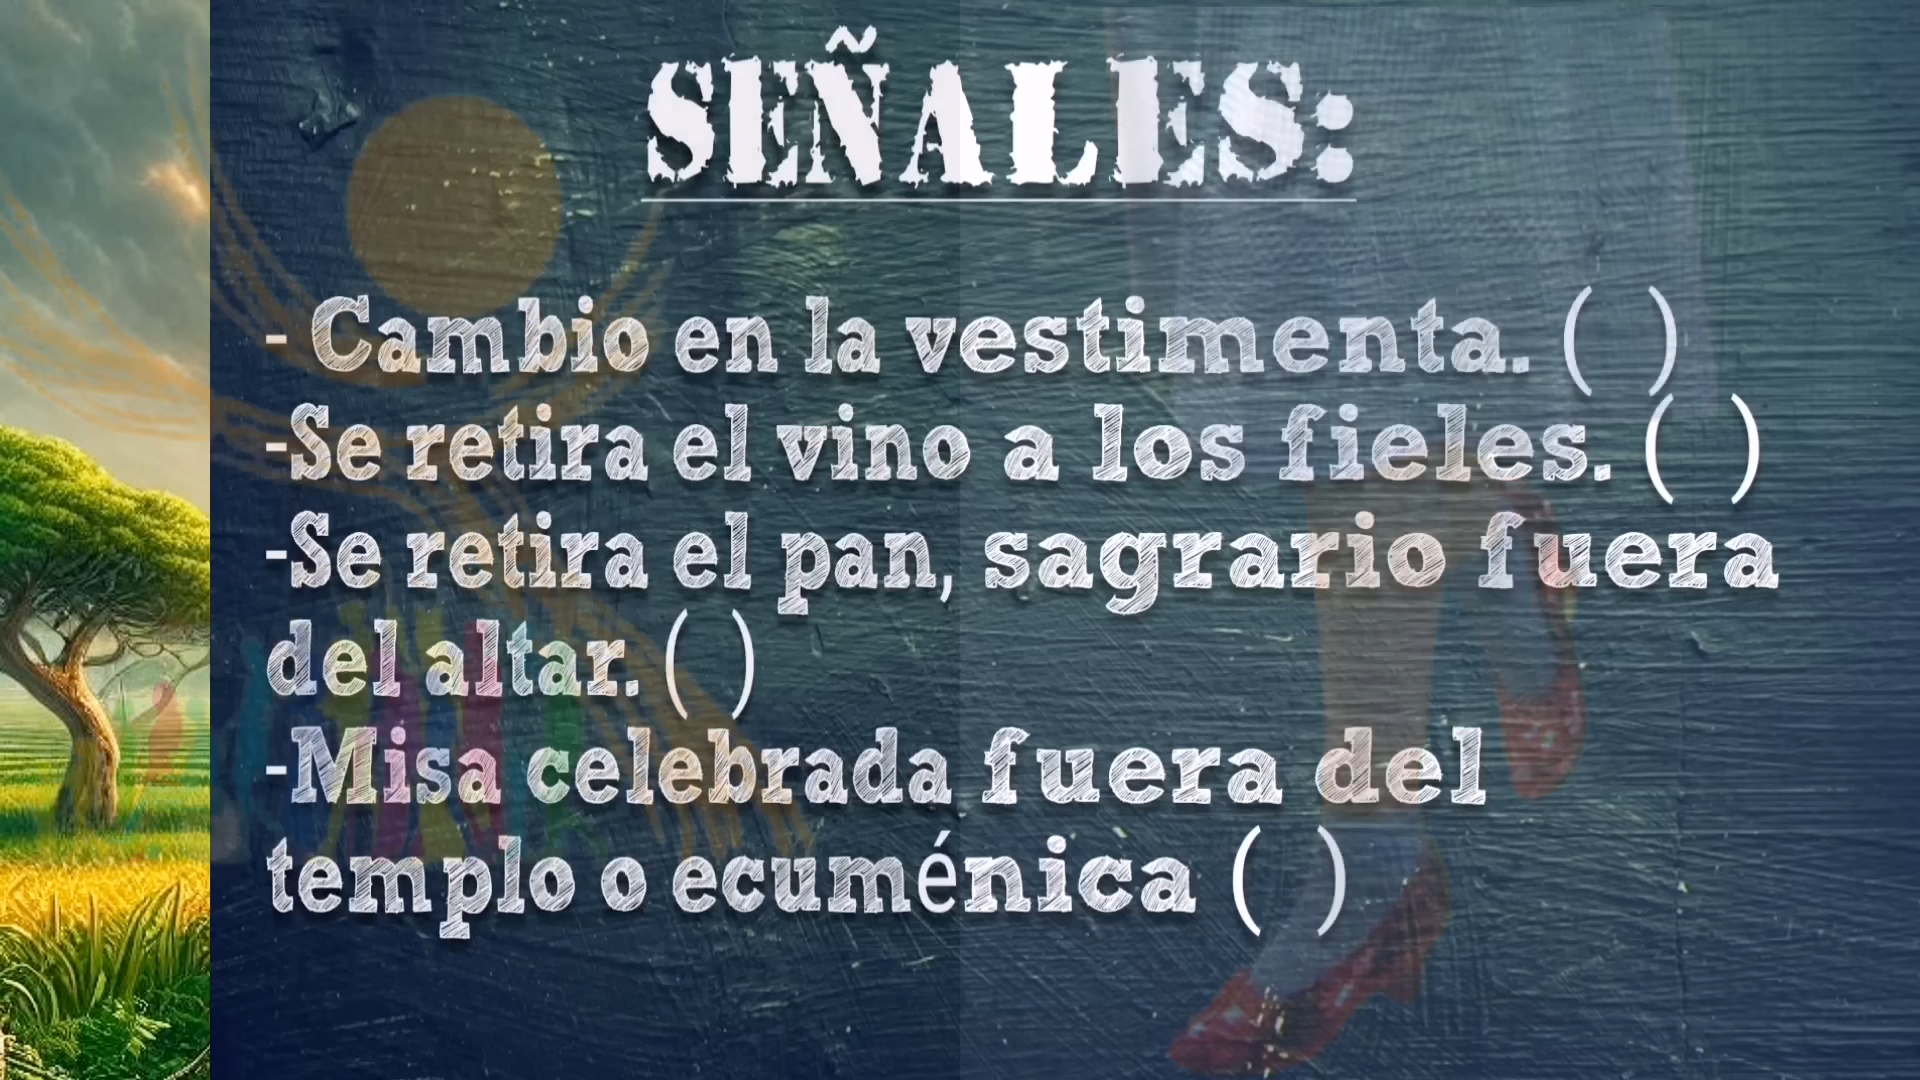 SEÑALES:
- Cambio en la vestimenta. ( )
-Se retira el vino a los fieles. ( )
-Se retira el pan, sagrario fuera
del altar. ( )
-Misa celebrada fuera del
templo o ecuménica ( )